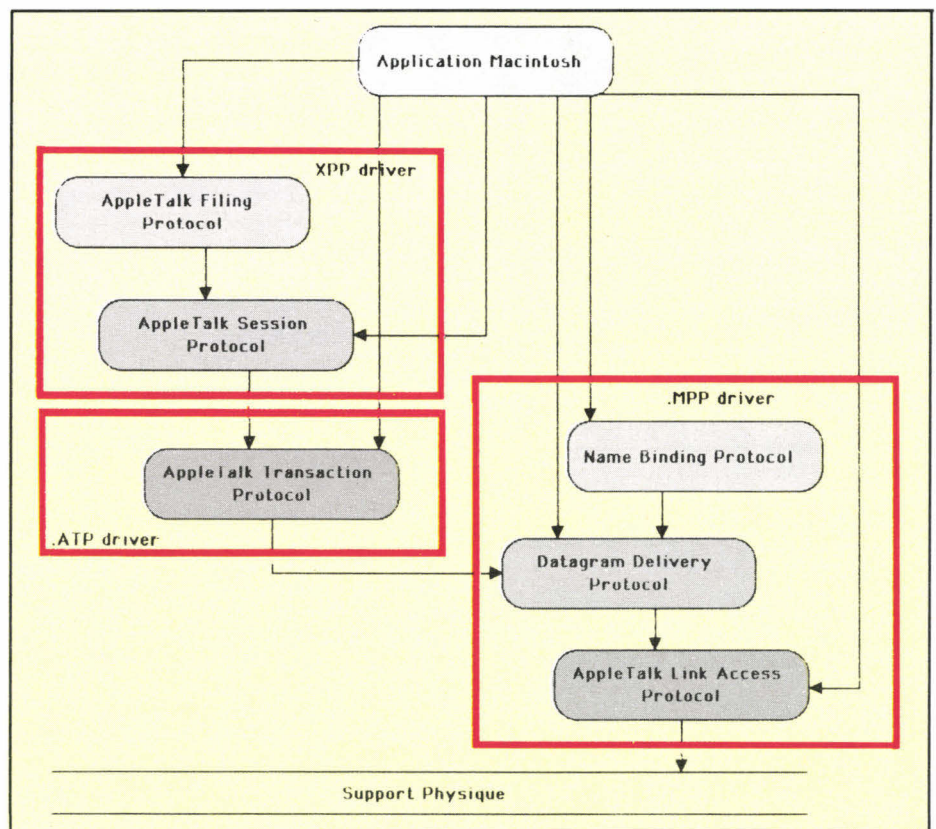 Application Macintosh
XPP driver
AppleTalk Filing
Protocol
AppleTalk Session
Protocol
.MPP driver
Name Binding Protocol
AppleTalk Transaction
Protocol
.ATP driver
Datagram Delivery
Protocol
AppleTalk Link Access
Protocol
Support Physique